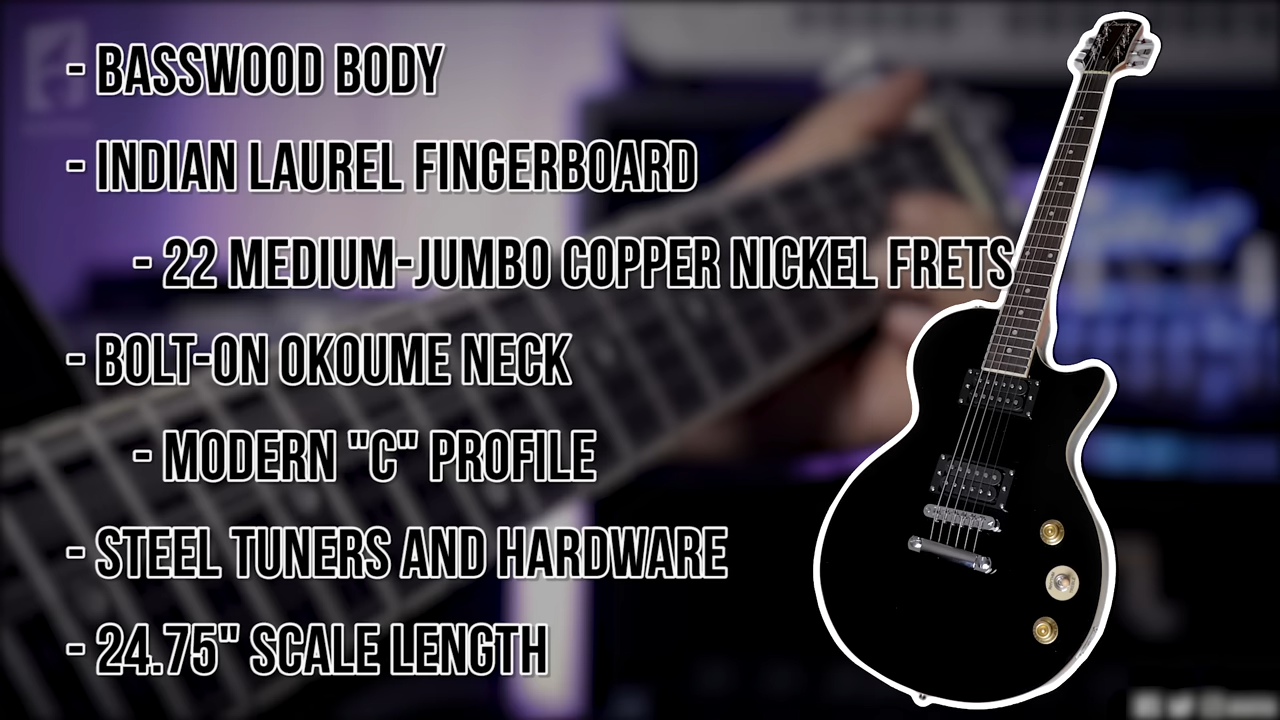 - BASSWOOD BODY
- INDIAN LAUREL FINGERBOARD
- 22 MEDIUM-JUMBO COPPER NICKEL FRETS
- BOLT-ON OKOUME NECK
- MODERN "C" PROFILE
- STEEL TUNERS AND HARDWARE
- 24.75" SCALE LENGTH